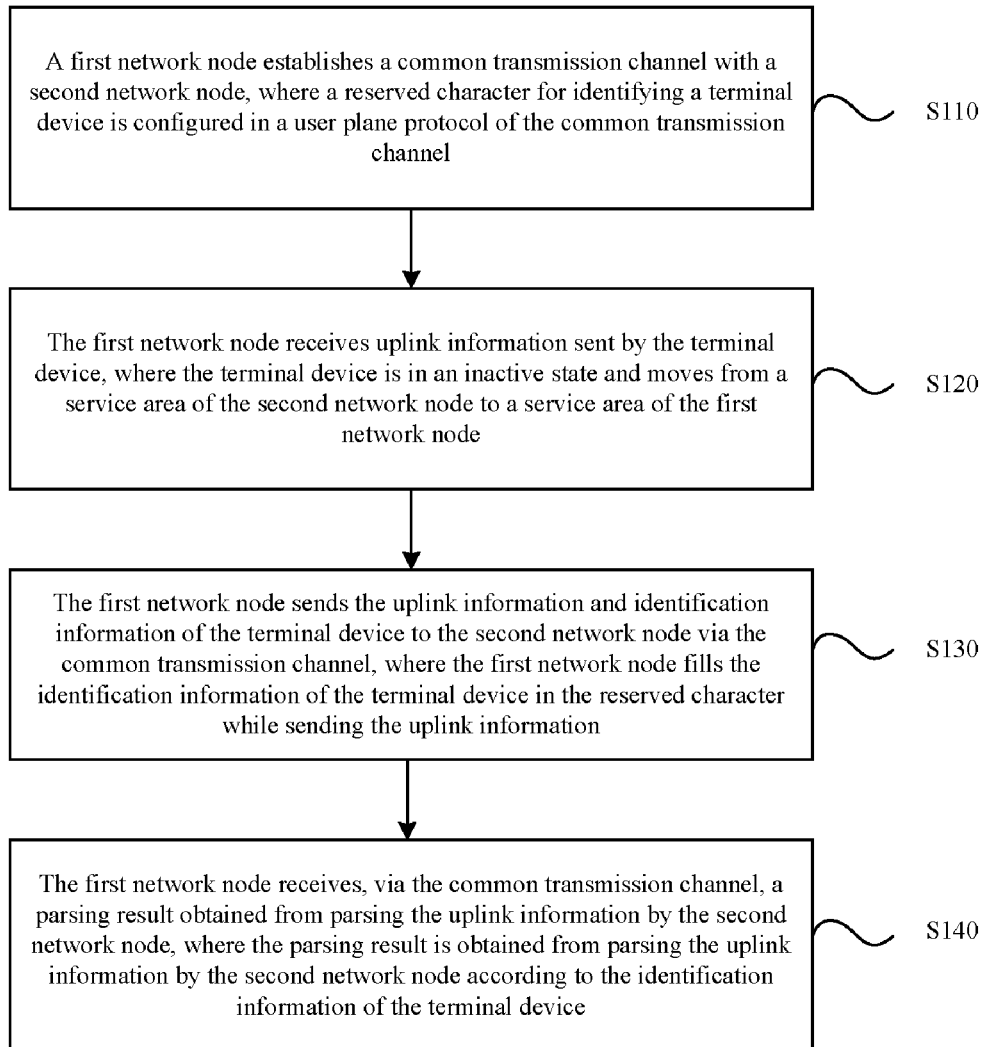 A first network node establishes a common transmission channel with a
second network node, where a reserved character for identifying a terminal
device is configured in a user plane protocol of the common transmission
channel
S110
The first network node receives uplink information sent by the terminal
device, where the terminal device is in an inactive state and moves from a
service area of the second network node to a service area of the first
network node
S120
The first network node sends the uplink information and identification
information of the terminal device to the second network node via the
common transmission channel, where the first network node fills the
identification information of the terminal device in the reserved character
while sending the uplink information
S130
The first network node receives, via the common transmission channel, a
parsing result obtained from parsing the uplink information by the second
network node, where the parsing result is obtained from parsing the uplink
information by the second network node according to the identification
information of the terminal device
S140